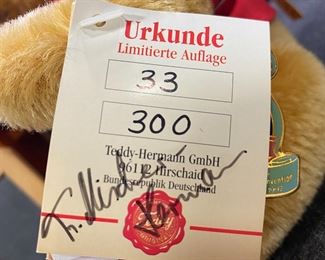 Urkunde
Limitierte Auflage
33
300
Teddy-Hermann GmbH
96112 Hirschaid
Bundesrepublik Deutschland